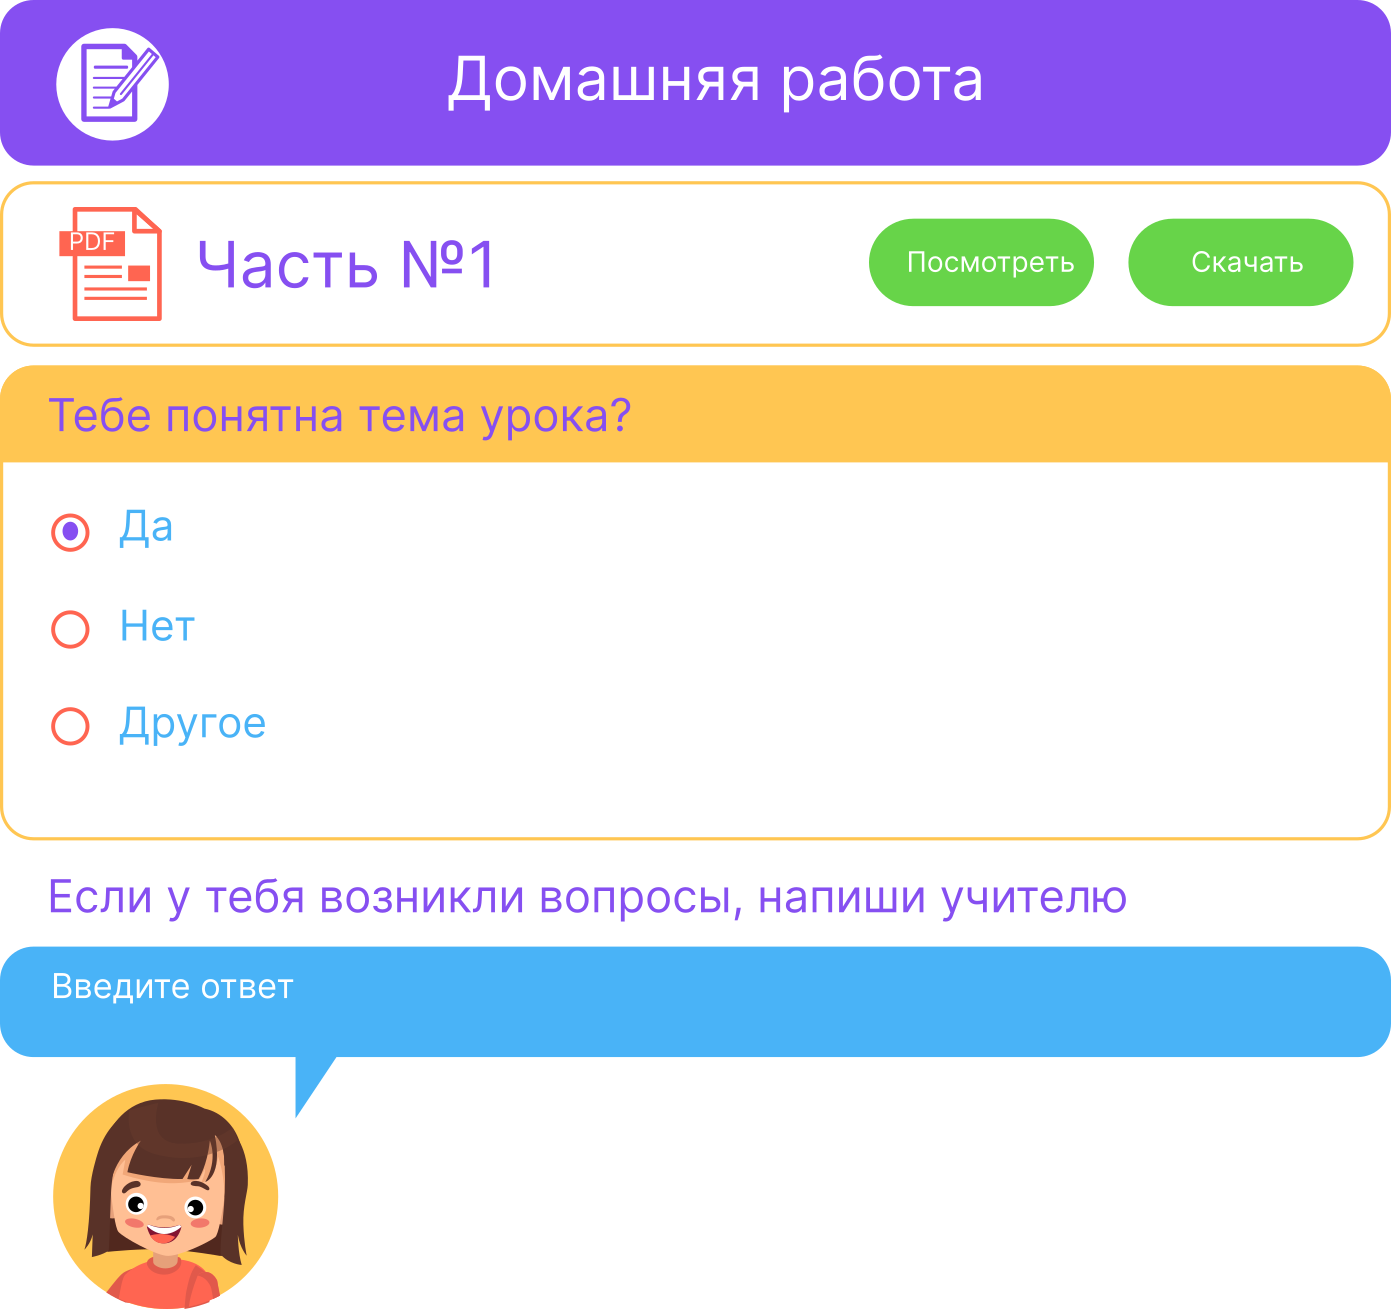 Домашняя работа
PDF
Часть №1
Посмотреть
Скачать
Тебе понятна тема урока?
Да
Нет
Другое
Если у тебя возникли вопросы, напиши учителю
Введите ответ